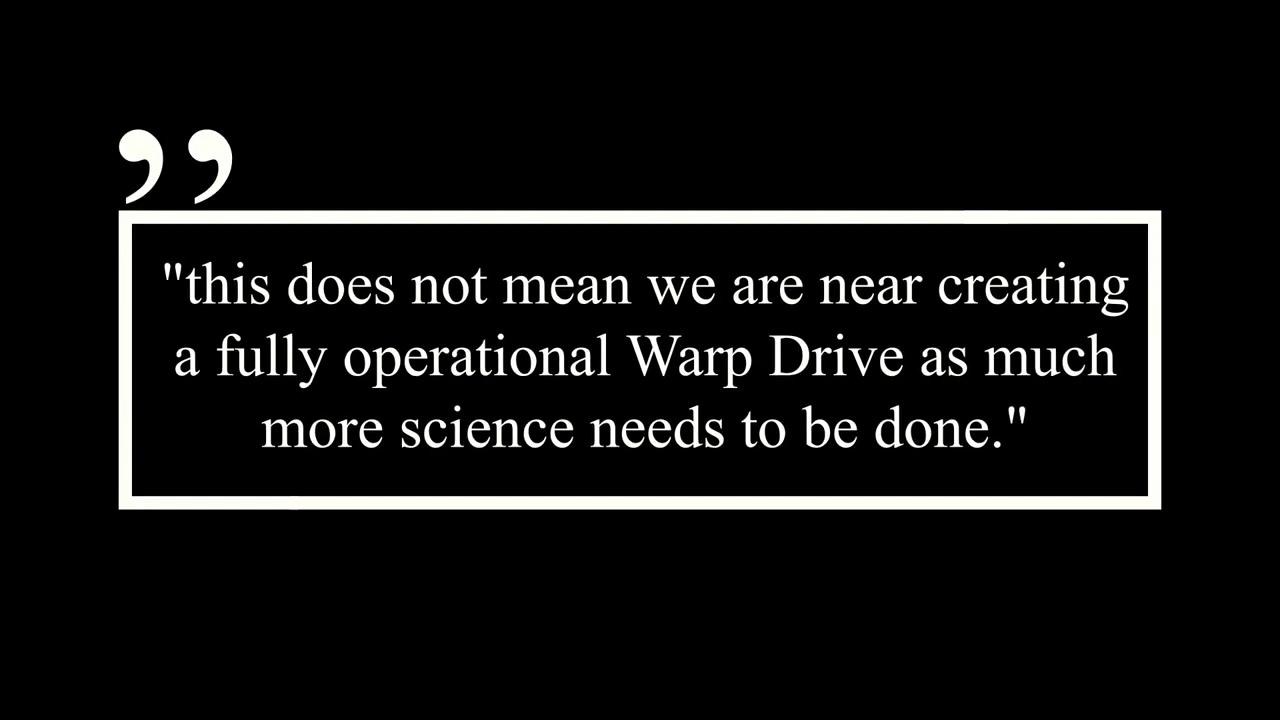 ”
"this does not mean we are near creating
a fully operational Warp Drive as much
more science needs to be done."